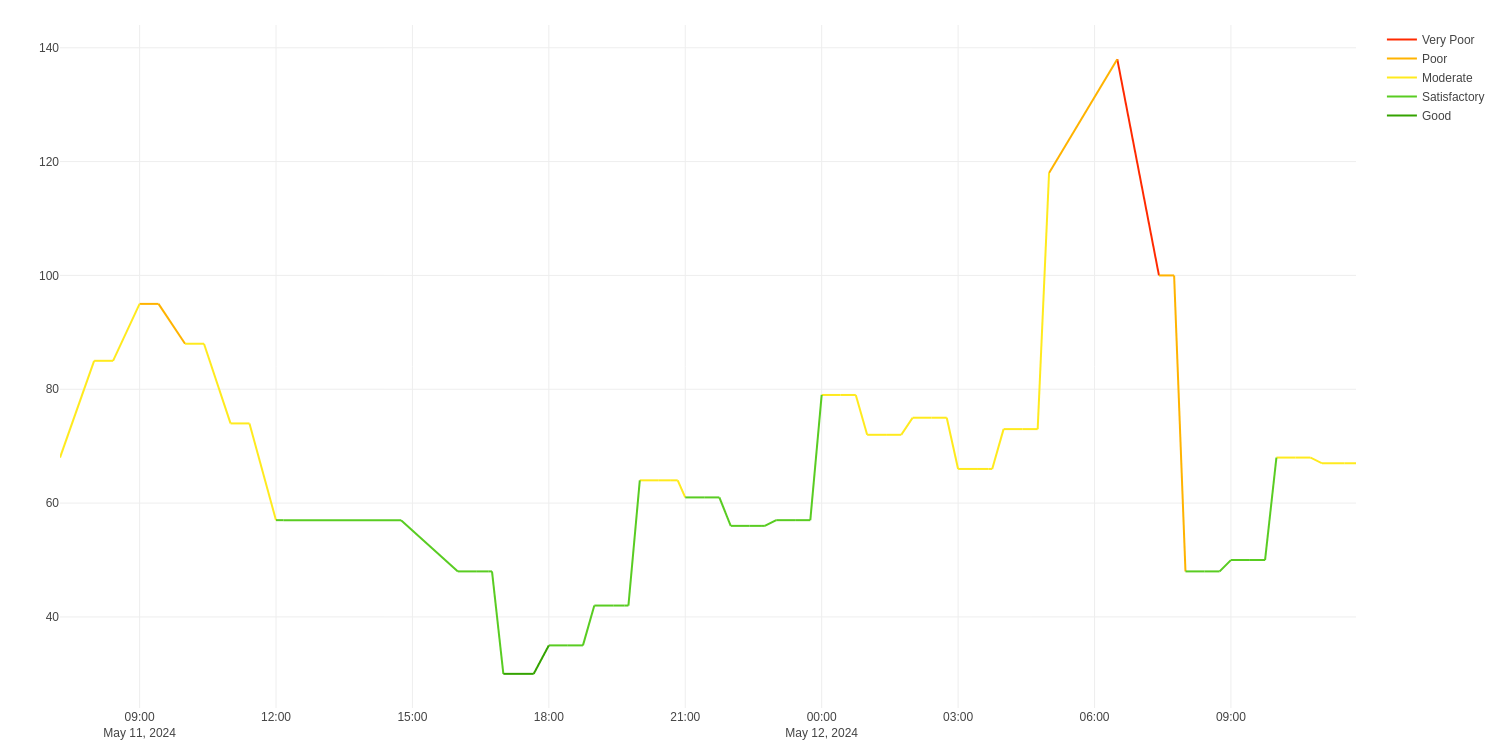 140
120
100
80
60
40
09:00
May 11, 2024
12:00
15:00
18:00
21:00
00:00
May 12, 2024
03:00
06:00
09:00
Very Poor
Poor
Moderate
Satisfactory
Good